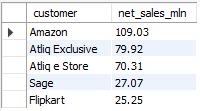 customer net_sales_mln
Amazon 109.03
Atliq Exclusive 79.92
Atliq e Store 70.31
Sage 27.07
Flipkart 25.25